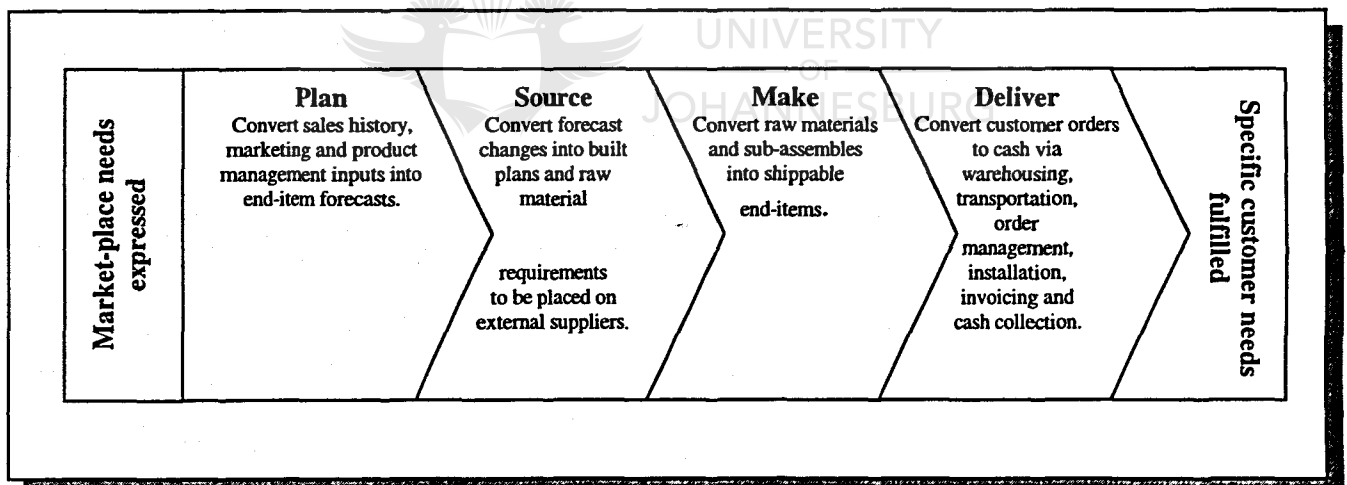 UNIVERSITY
OF
JOHANNESBURG
Market-place needs
expressed
Plan
Convert sales history,
marketing and product
management inputs into
end-item forecasts.
Source
Convert forecast
changes into built
plans and raw
material
requirements
to be placed on
external suppliers.
Make
Convert raw materials
and sub-assembles
into shippable
end-items.
Deliver
Convert customer orders
to cash via
warehousing,
transportation,
order
management,
installation,
invoicing and
cash collection.
Specific customer needs
fulfilled